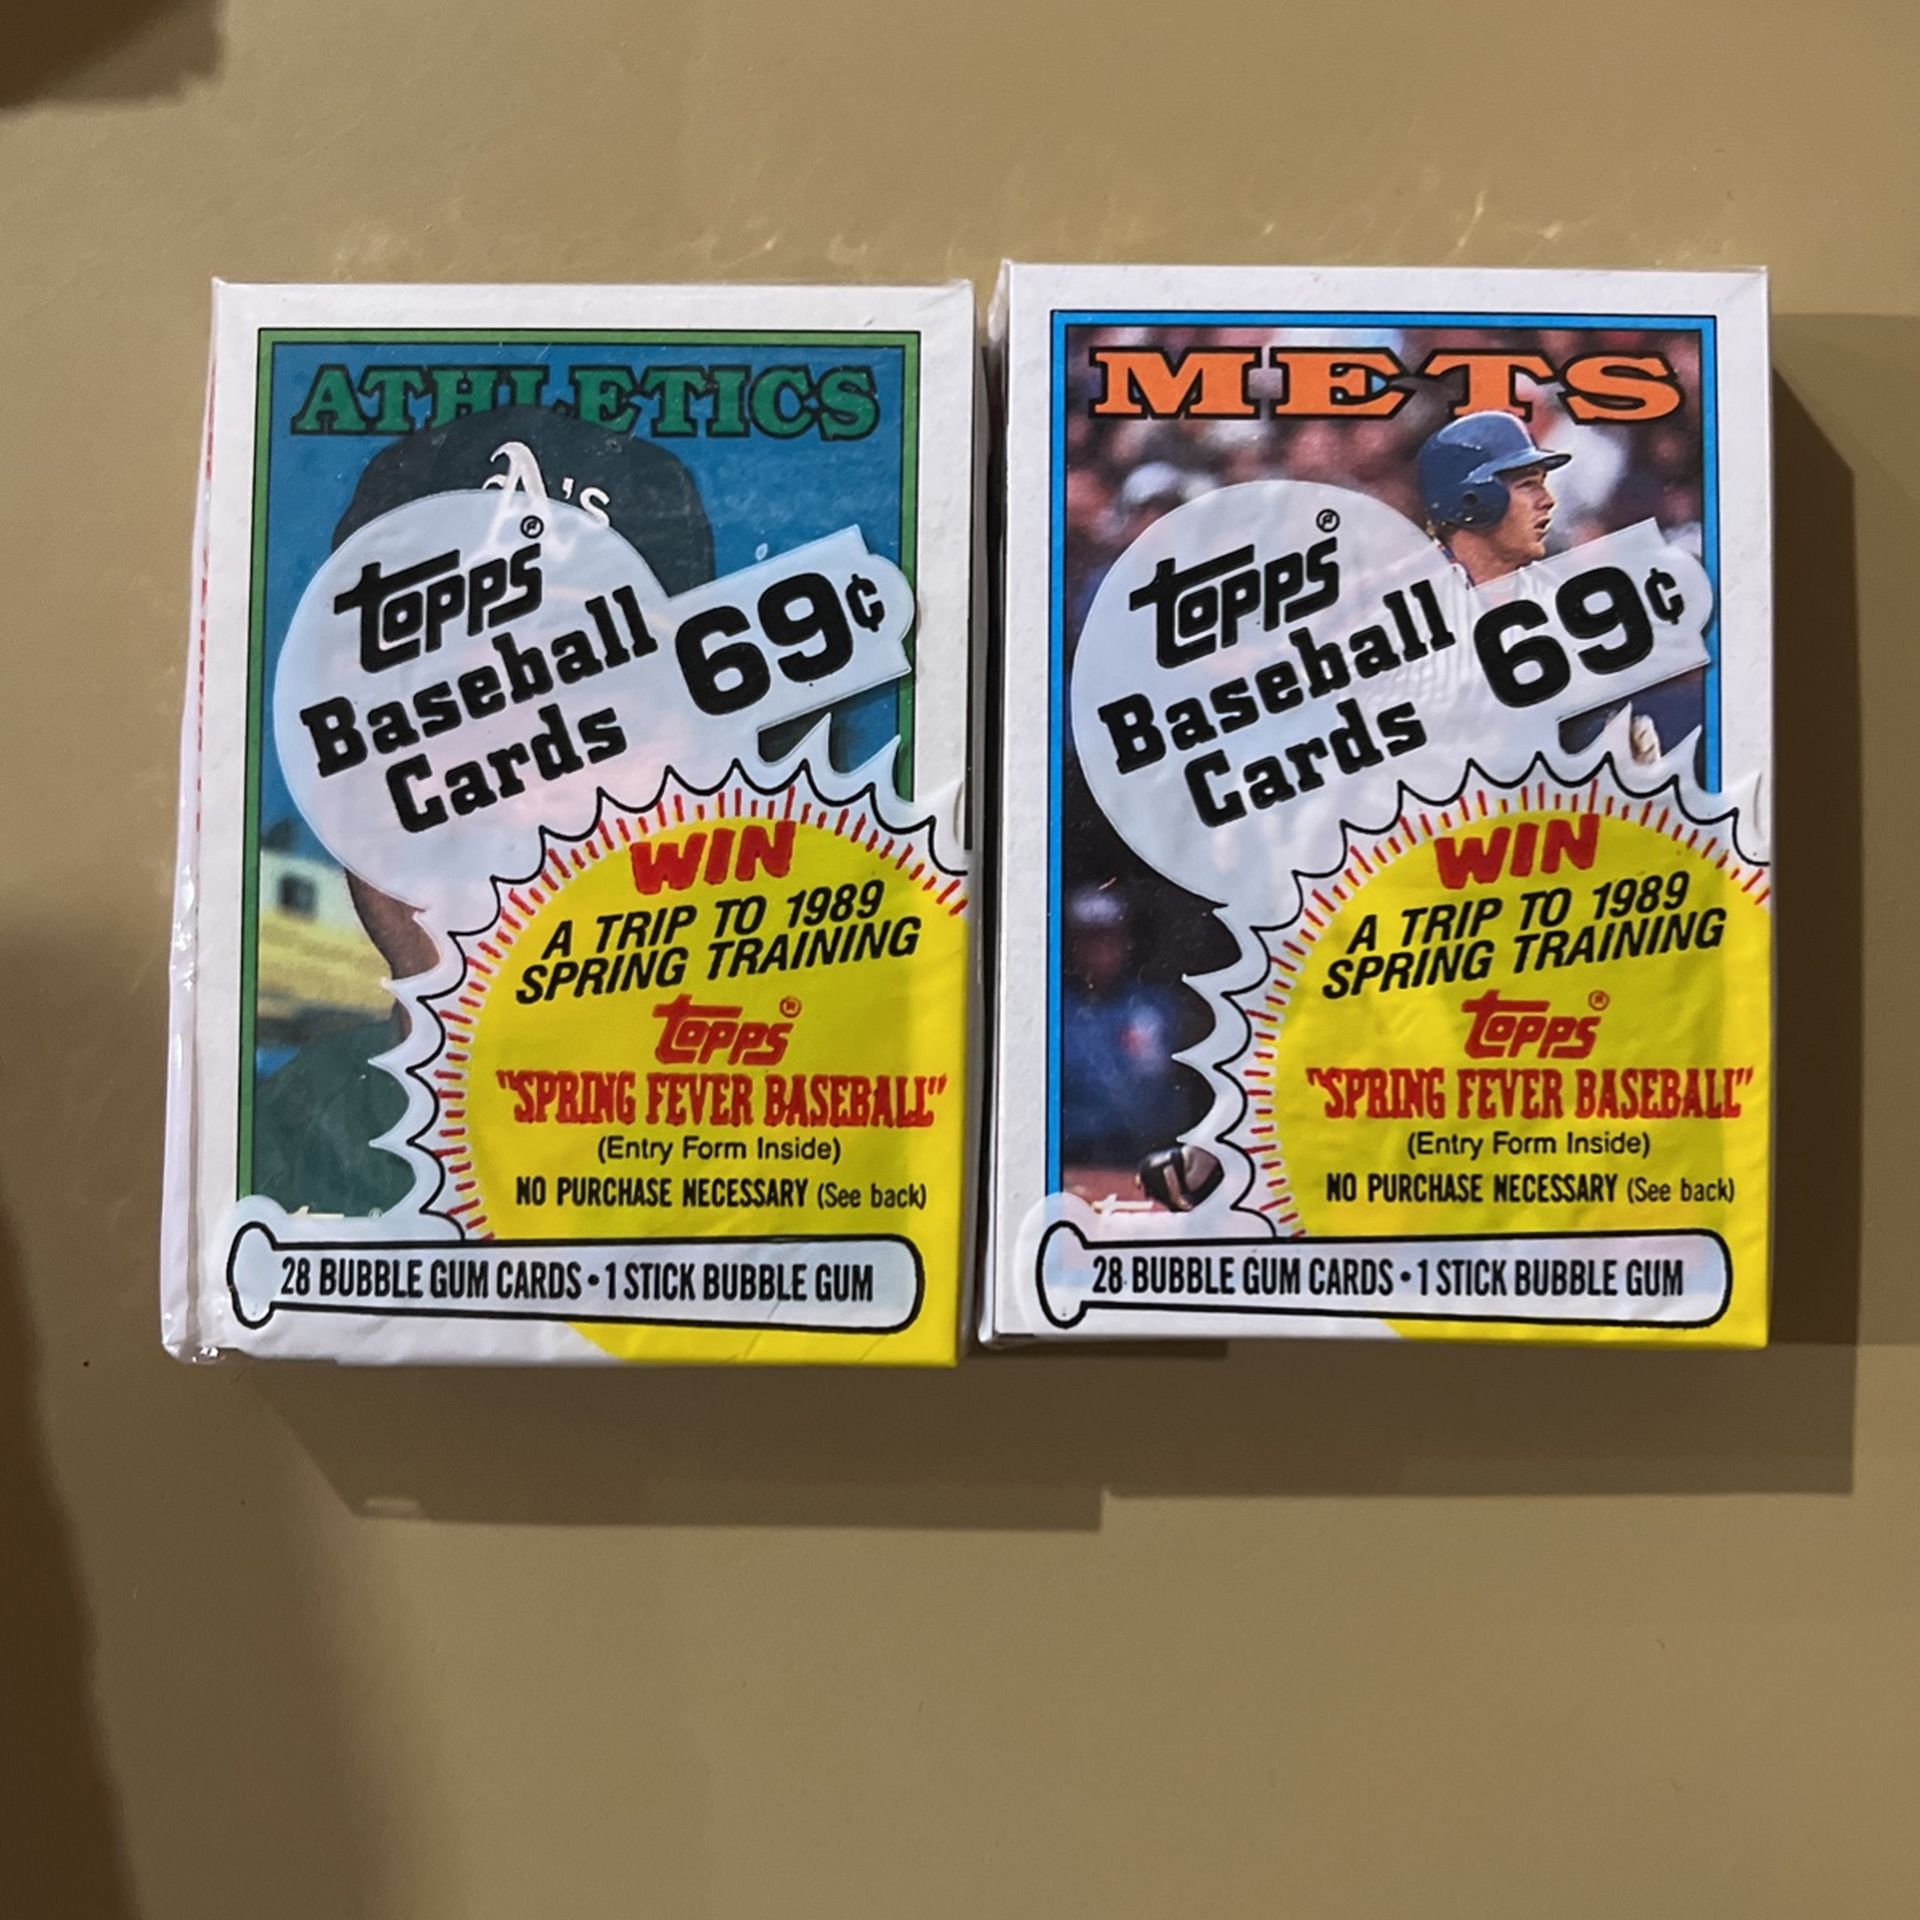 ATHLETICS
A's
Topps®
Baseball
Cards
69¢
WIN
A TRIP TO 1989
SPRING TRAINING
Topps®
"SPRING FEVER BASEBALL"
(Entry Form Inside)
NO PURCHASE NECESSARY (See back)
28 BUBBLE GUM CARDS • 1 STICK BUBBLE GUM
METS
Topps®
Baseball
Cards
69¢
WIN
A TRIP TO 1989
SPRING TRAINING
Topps®
"SPRING FEVER BASEBALL"
(Entry Form Inside)
NO PURCHASE NECESSARY (See back)
28 BUBBLE GUM CARDS • 1 STICK BUBBLE GUM